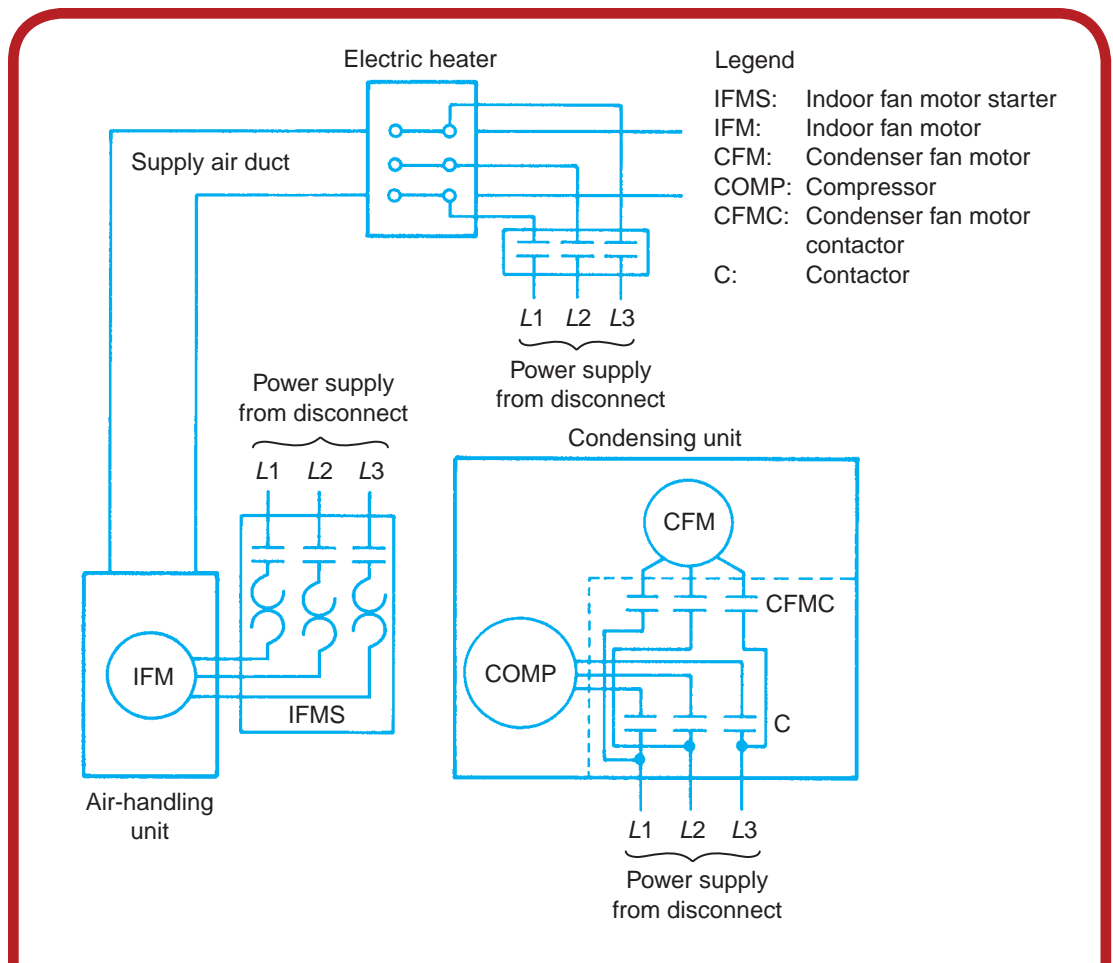 Electric heater
Legend
IFMS: Indoor fan motor starter
IFM: Indoor fan motor
CFM: Condenser fan motor
COMP: Compressor
CFMC: Condenser fan motor
contactor
C: Contactor
Supply air duct
L1 L2 L3
Power supply
from disconnect
Power supply
from disconnect
L1 L2 L3
IFM
IFMS
Air-handling
unit
Condensing unit
CFM
CFMC
COMP
C
L1 L2 L3
Power supply
from disconnect